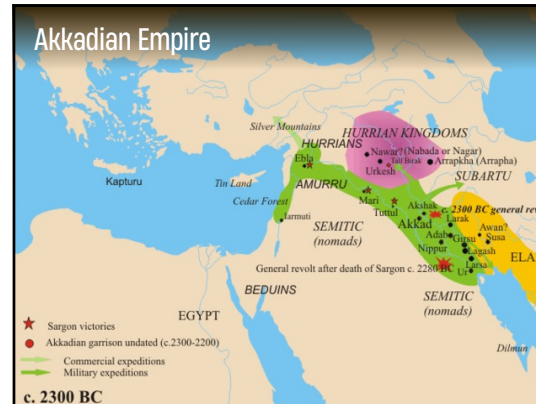 Akkadian Empire
Silver Mountains
HURRIAN KINGDOMS
HURRIANS
Nawar? (Nabada or Nagar)
Tall Birak
Ebla
Urkesh
Arrapkha (Arrapha)
Kapturu
Tin Land
AMURRU
SUBARTU
Cedar Forest
Mari
Tuttul
Akshak
c. 2300 BC general rev
Iarmuti
Akkad
Larak
SEMITIC
(nomads)
Adab
Awan?
Susa
Nippur
Girsu
Lagash
ELA
General revolt after death of Sargon c. 2280 BC
Larsa
Ur
BEDUINS
SEMITIC
(nomads)
EGYPT
Sargon victories
Akkadian garrison undated (c.2300-2200)
Commercial expeditions
Military expeditions
Dilmun
c. 2300 BC